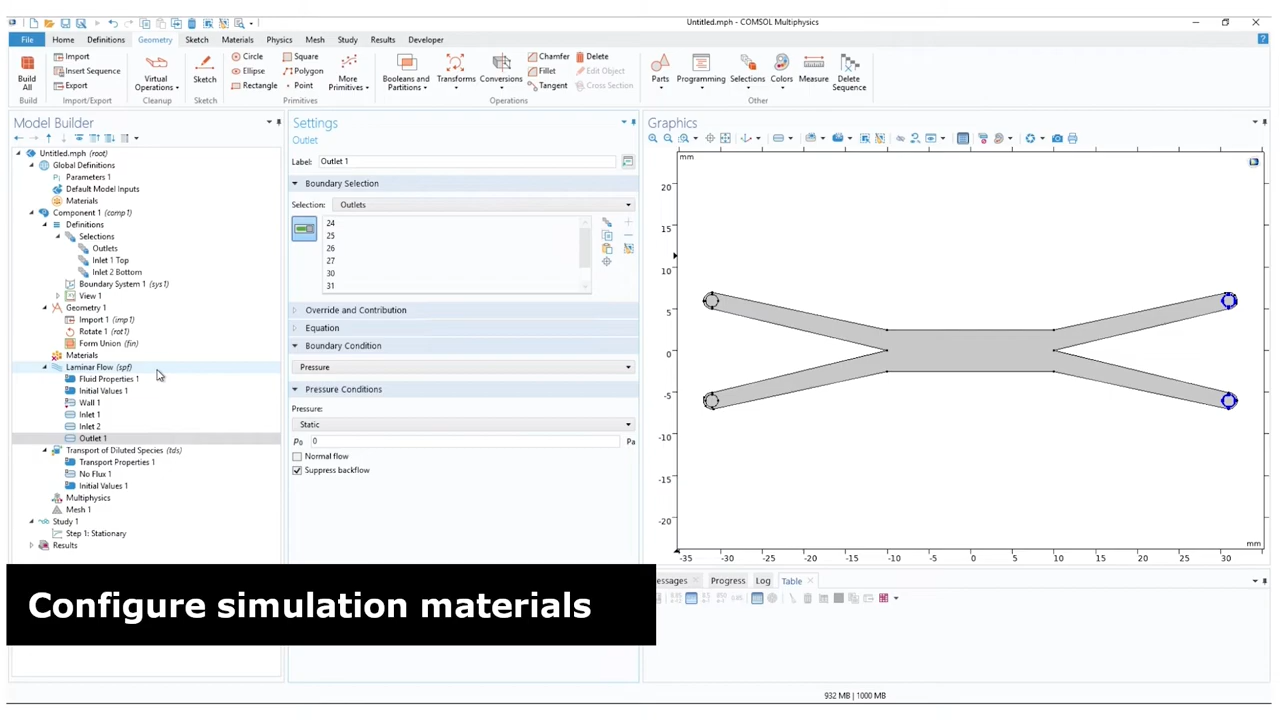 Untitled.mph - COMSOL Multiphysics
File Home Definitions Geometry Sketch Materials Physics Mesh Study Results Developer
Build All
Build
Import
Insert Sequence
Export
Import/Export
Virtual Operations
Cleanup
Sketch
Sketch
Circle
Ellipse
Rectangle
Square
Polygon
Point
More Primitives
Primitives
Booleans and Partitions
Transforms
Conversions
Chamfer
Fillet
Tangent
Delete
Edit Object
Cross Section
Operations
Parts
Programming
Selections
Colors
Measure
Delete Sequence
Other
Model Builder
Untitled.mph (root)
Global Definitions
Parameters 1
Default Model Inputs
Materials
Component 1 (comp1)
Definitions
Selections
Outlets
Inlet 1 Top
Inlet 2 Bottom
Boundary System 1 (sys1)
View 1
Geometry 1
Import 1 (imp1)
Rotate 1 (rot1)
Form Union (fin)
Materials
Laminar Flow (spf)
Fluid Properties 1
Initial Values 1
Wall 1
Inlet 1
Inlet 2
Outlet 1
Transport of Diluted Species (tds)
Transport Properties 1
No Flux 1
Initial Values 1
Multiphysics
Mesh 1
Study 1
Step 1: Stationary
Results
Settings
Outlet
Label: Outlet 1
Boundary Selection
Selection: Outlets
24
25
26
27
30
31
Override and Contribution
Equation
Boundary Condition
Pressure
Pressure Conditions
Pressure:
Static
p0 0 Pa
Normal flow
Suppress backflow
Graphics
mm
20
15
10
5
0
-5
-10
-15
-20
-35 -30 -25 -20 -15 -10 -5 0 5 10 15 20 25 30
mm
essages Progress Log Table
Configure simulation materials
932 MB | 1000 MB